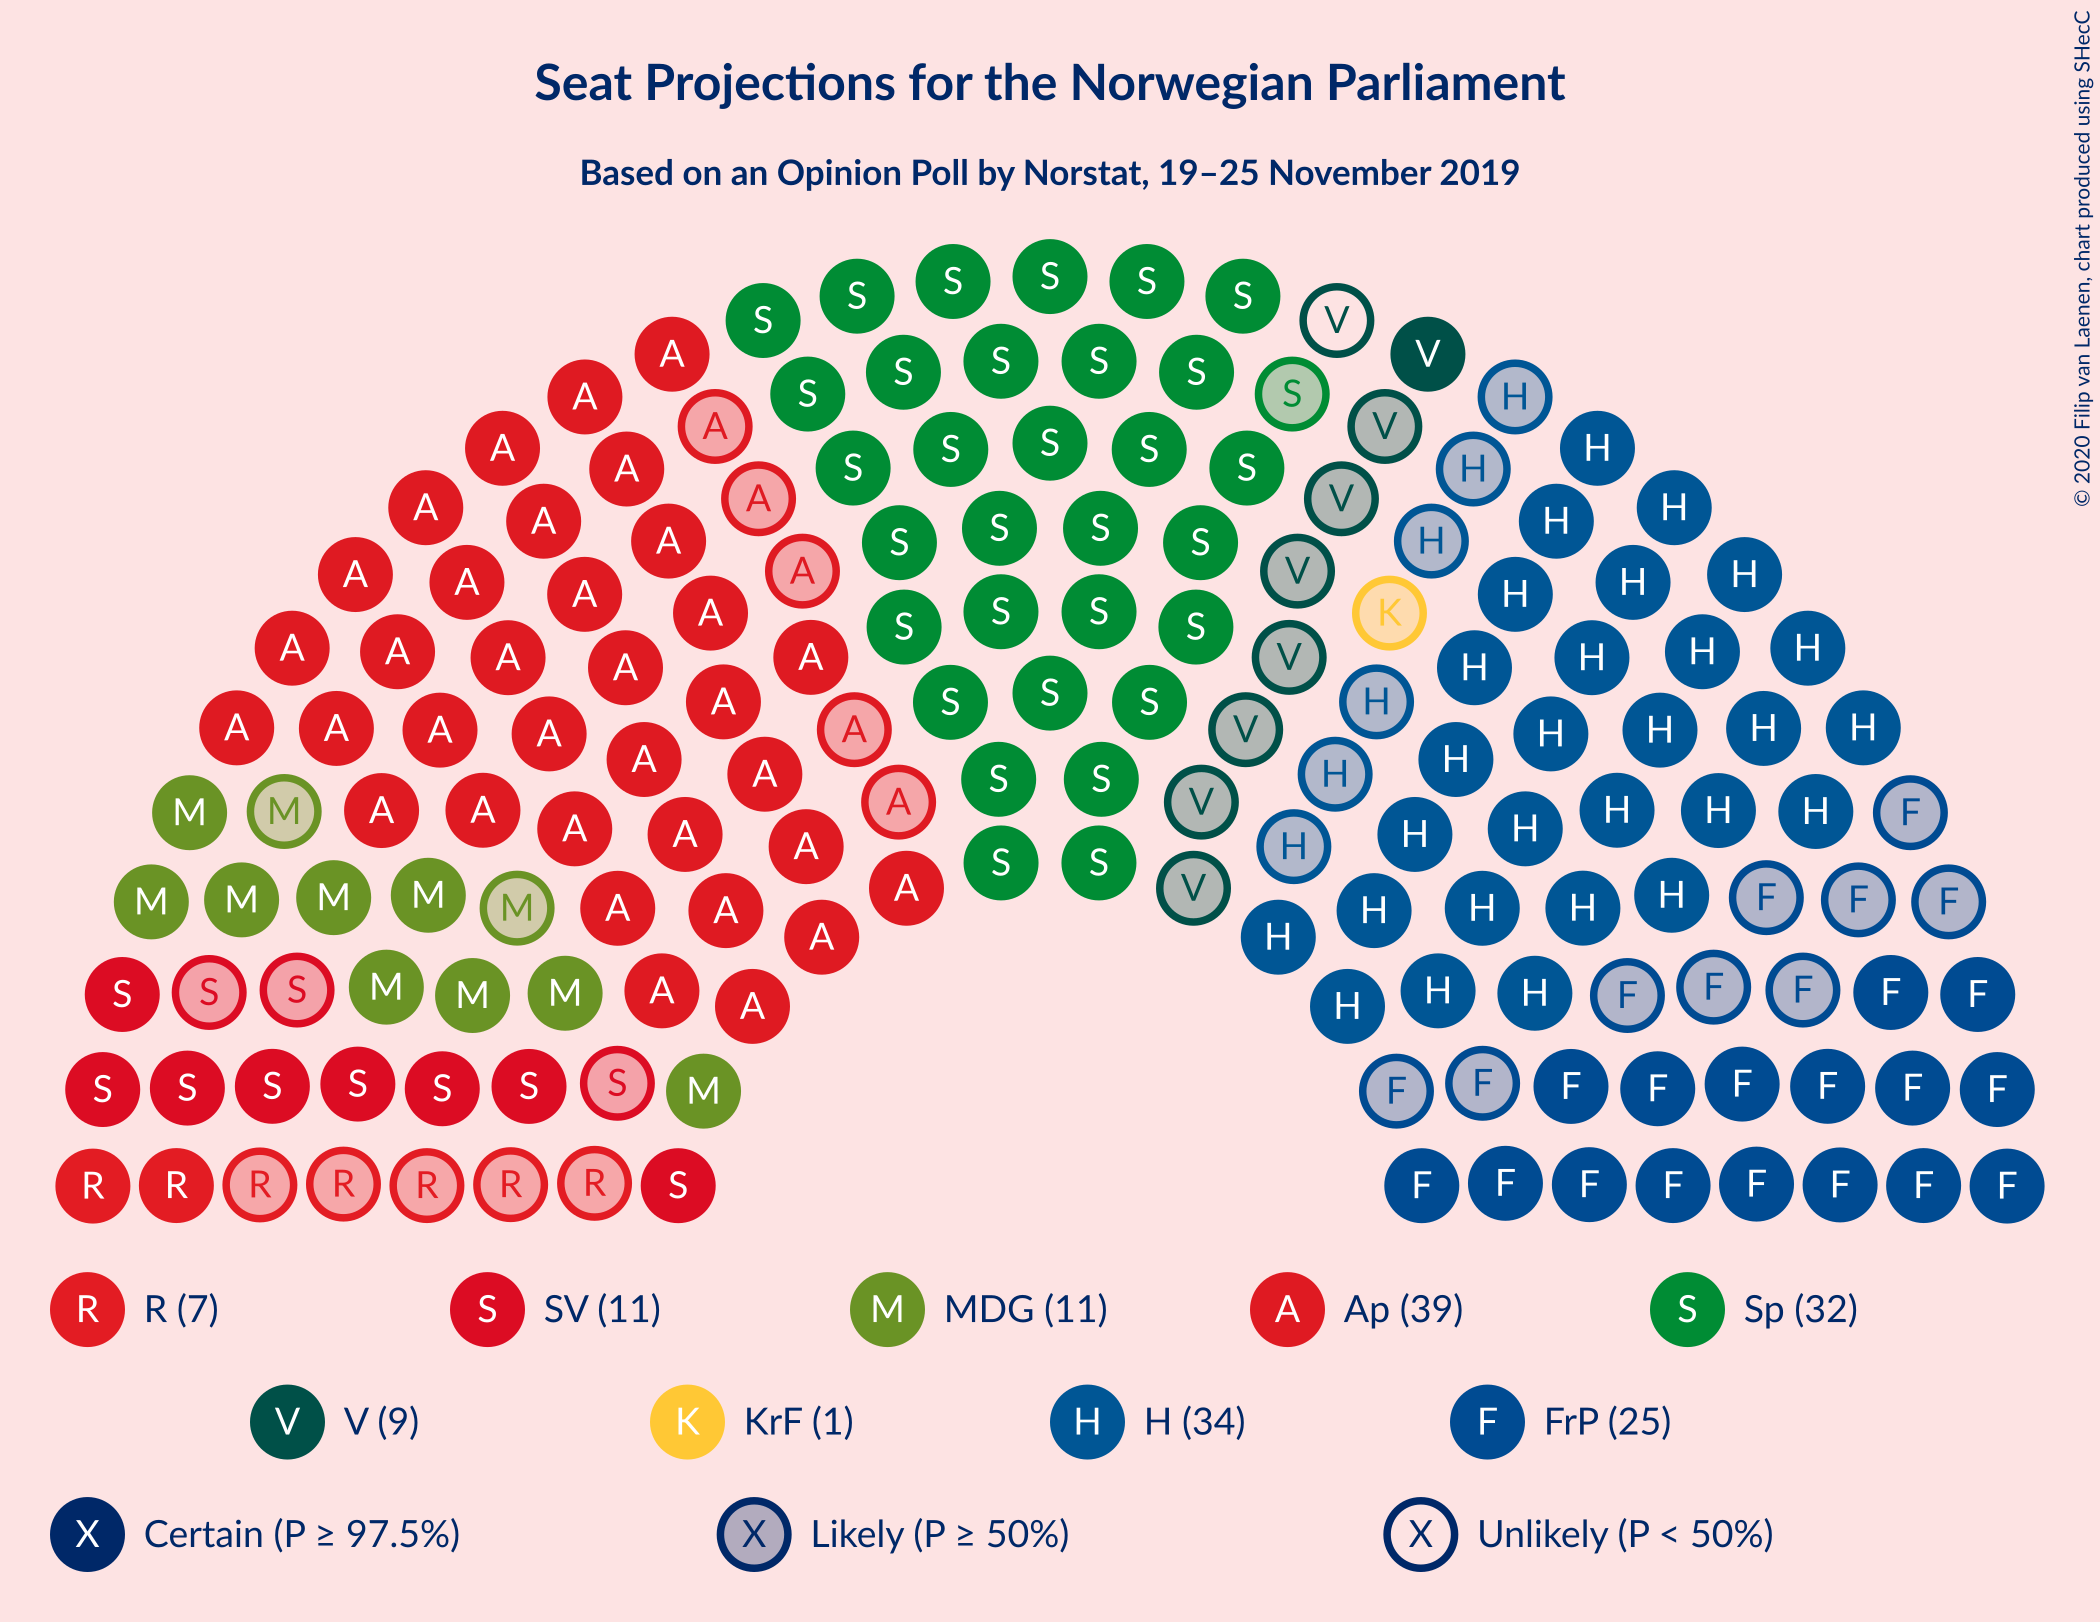 Seat Projections for the Norwegian Parliament
Based on an Opinion Poll by Norstat, 19–25 November 2019
© 2020 Filip van Laenen, chart produced using SHecC
S S S S S S V
A S S S S S S V V
A A S S S S S V V H H
A A A S S S S V V H H H
A A A A S S S S V K H H H
A A A A A S S S V H H H H H
A A A A A A S S V H H H H H H
M M A A A A A A S S V H H H H H H H F
M M M M M A A A A H H H H H F F F
S S S M M M A A H H H F F F F F
S S S S S S S M F F F F F F F F
R R R R R R R S F F F F F F F F
R R (7) S SV (11) M MDG (11) A Ap (39) S Sp (32)
V V (9) K KrF (1) H H (34) F FrP (25)
X Certain (P ≥ 97.5%) X Likely (P ≥ 50%) X Unlikely (P < 50%)